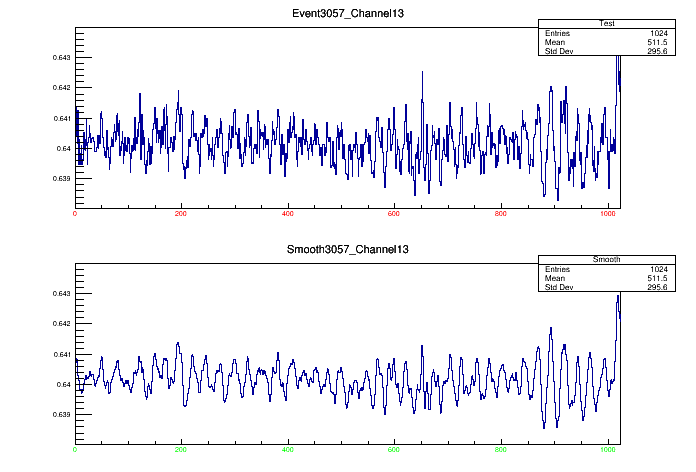 Event3057_Channel13
Test
Entries 1024
Mean 511.5
Std Dev 295.6
0.643
0.642
0.641
0.64
0.639
0 200 400 600 800 1000
Smooth3057_Channel13
Smooth
Entries 1024
Mean 511.5
Std Dev 295.6
0.643
0.642
0.641
0.64
0.639
0 200 400 600 800 1000